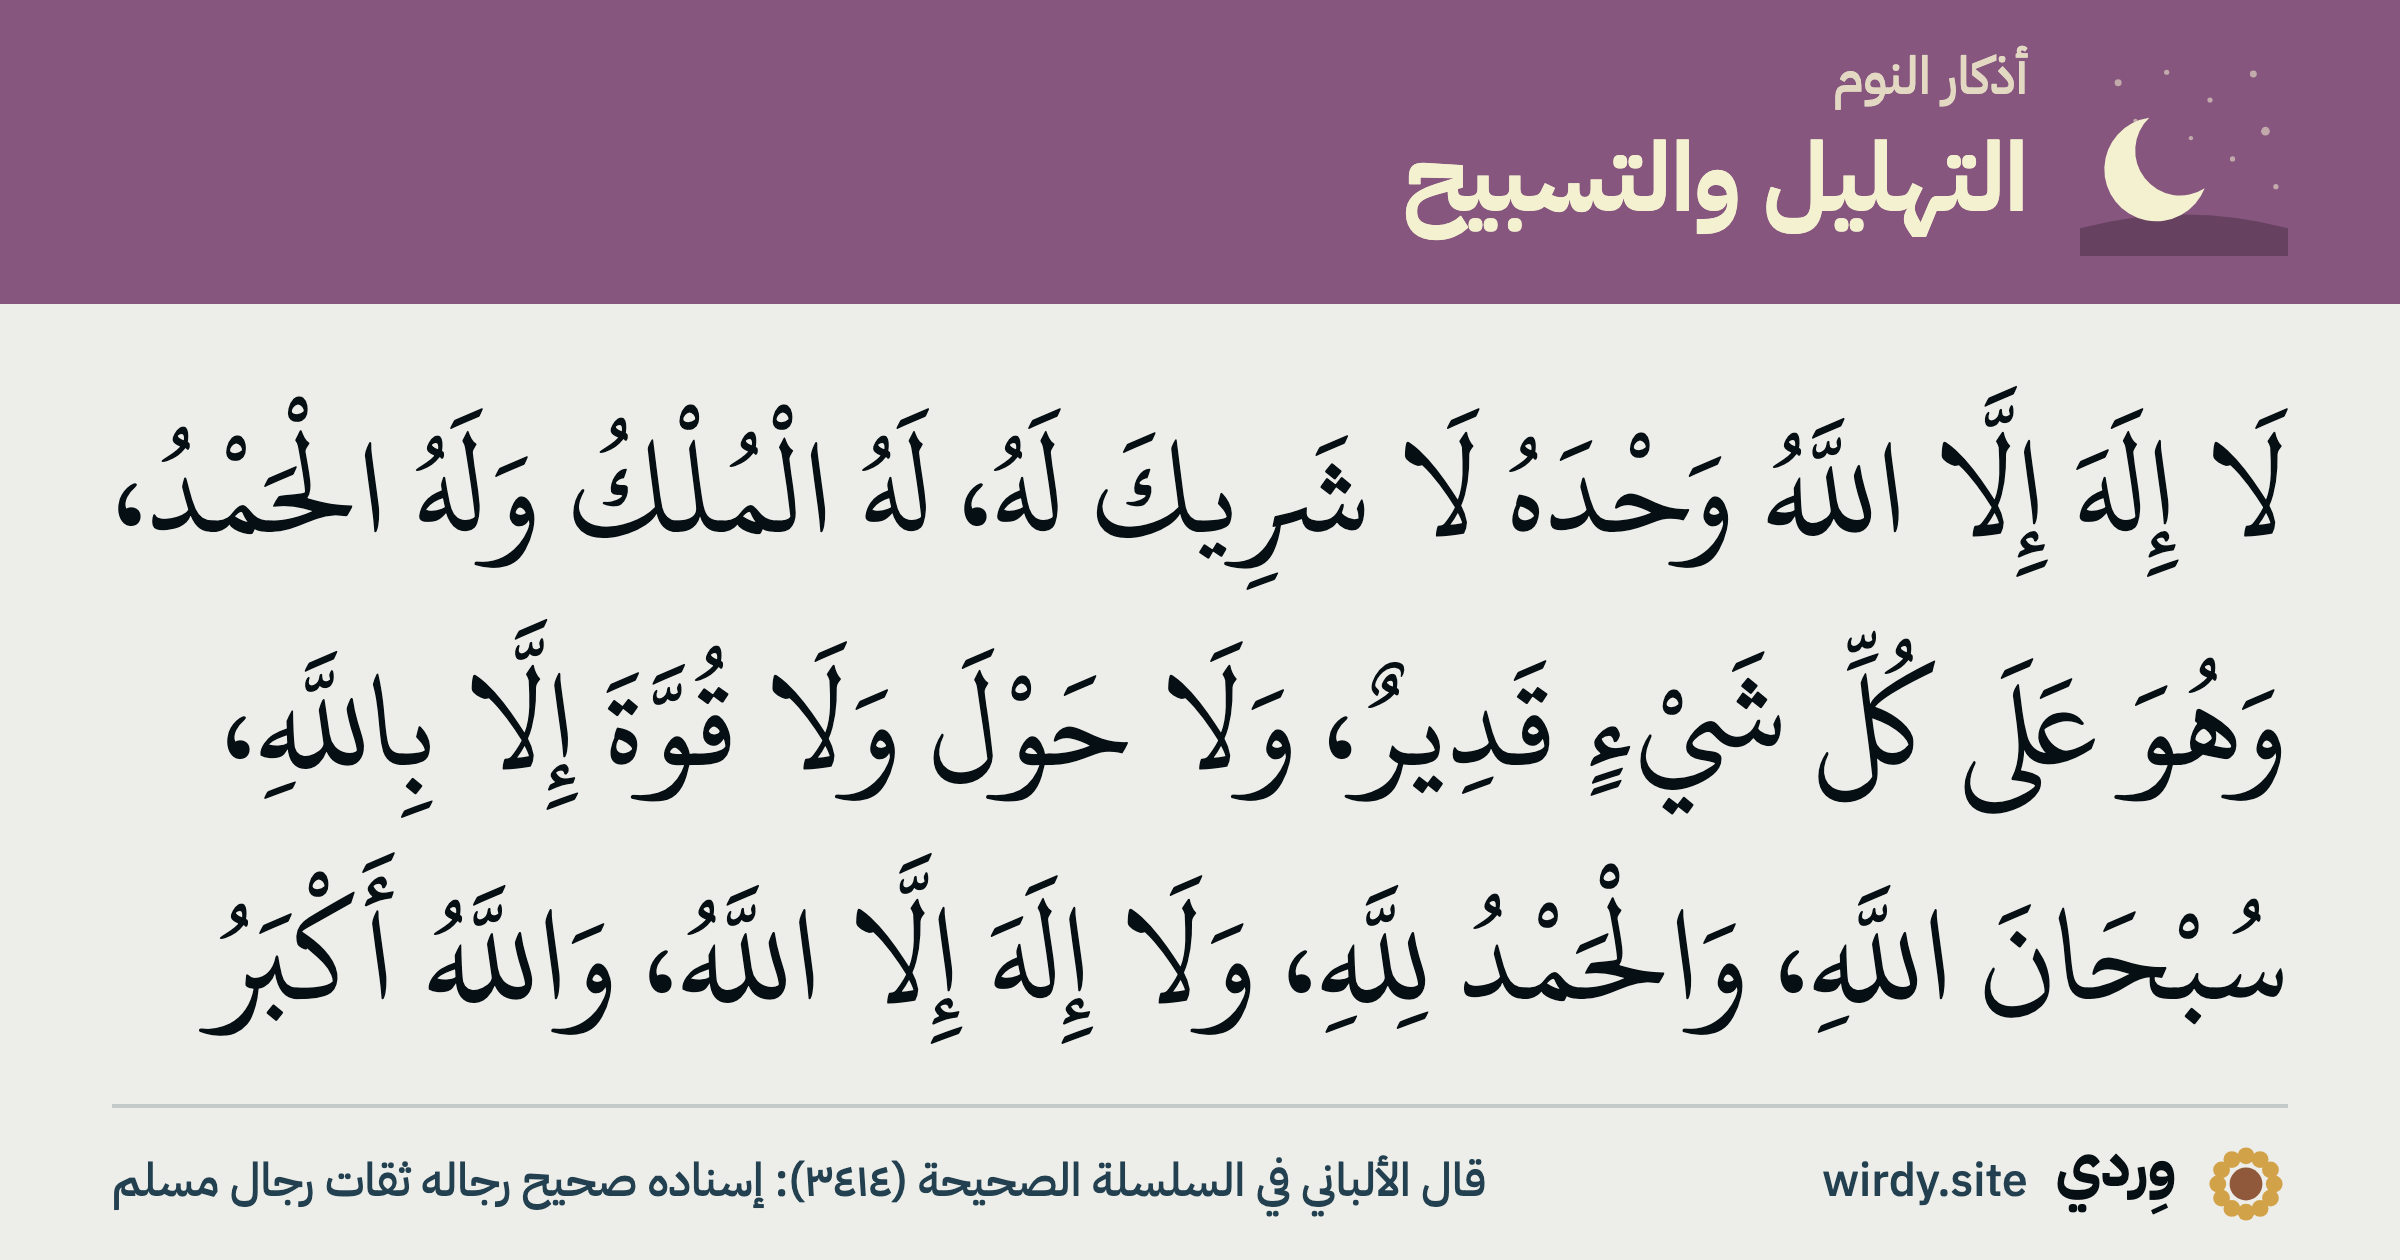 أذكار النوم
التهليل والتسبيح
لَا إِلَهَ إِلَّا اللَّهُ وَحْدَهُ لَا شَرِيكَ لَهُ، لَهُ الْمُلْكُ وَلَهُ الْحَمْدُ،
وَهُوَ عَلَى كُلِّ شَيْءٍ قَدِيرٌ، وَلَا حَوْلَ وَلَا قُوَّةَ إِلَّا بِاللَّهِ،
سُبْحَانَ اللَّهِ، وَالْحَمْدُ لِلَّهِ، وَلَا إِلَهَ إِلَّا اللَّهُ، وَاللَّهُ أَكْبَرُ
وِردي wirdy.site
قال الألباني في السلسلة الصحيحة (٣٤١٤): إسناده صحيح رجاله ثقات رجال مسلم